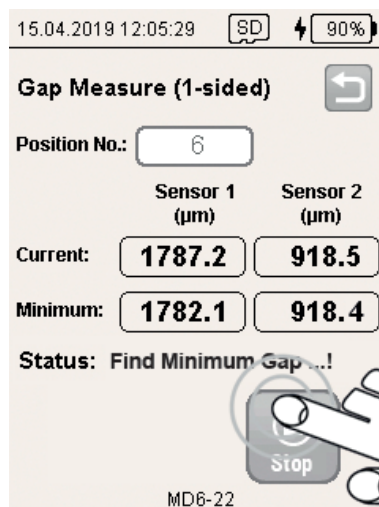 15.04.2019 12:05:29 SD 90%
Gap Measure (1-sided)
Position No.: 6
Sensor 1 Sensor 2
(µm) (µm)
Current: 1787.2 918.5
Minimum: 1782.1 918.4
Status: Find Minimum Gap ...!
Stop
MD6-22